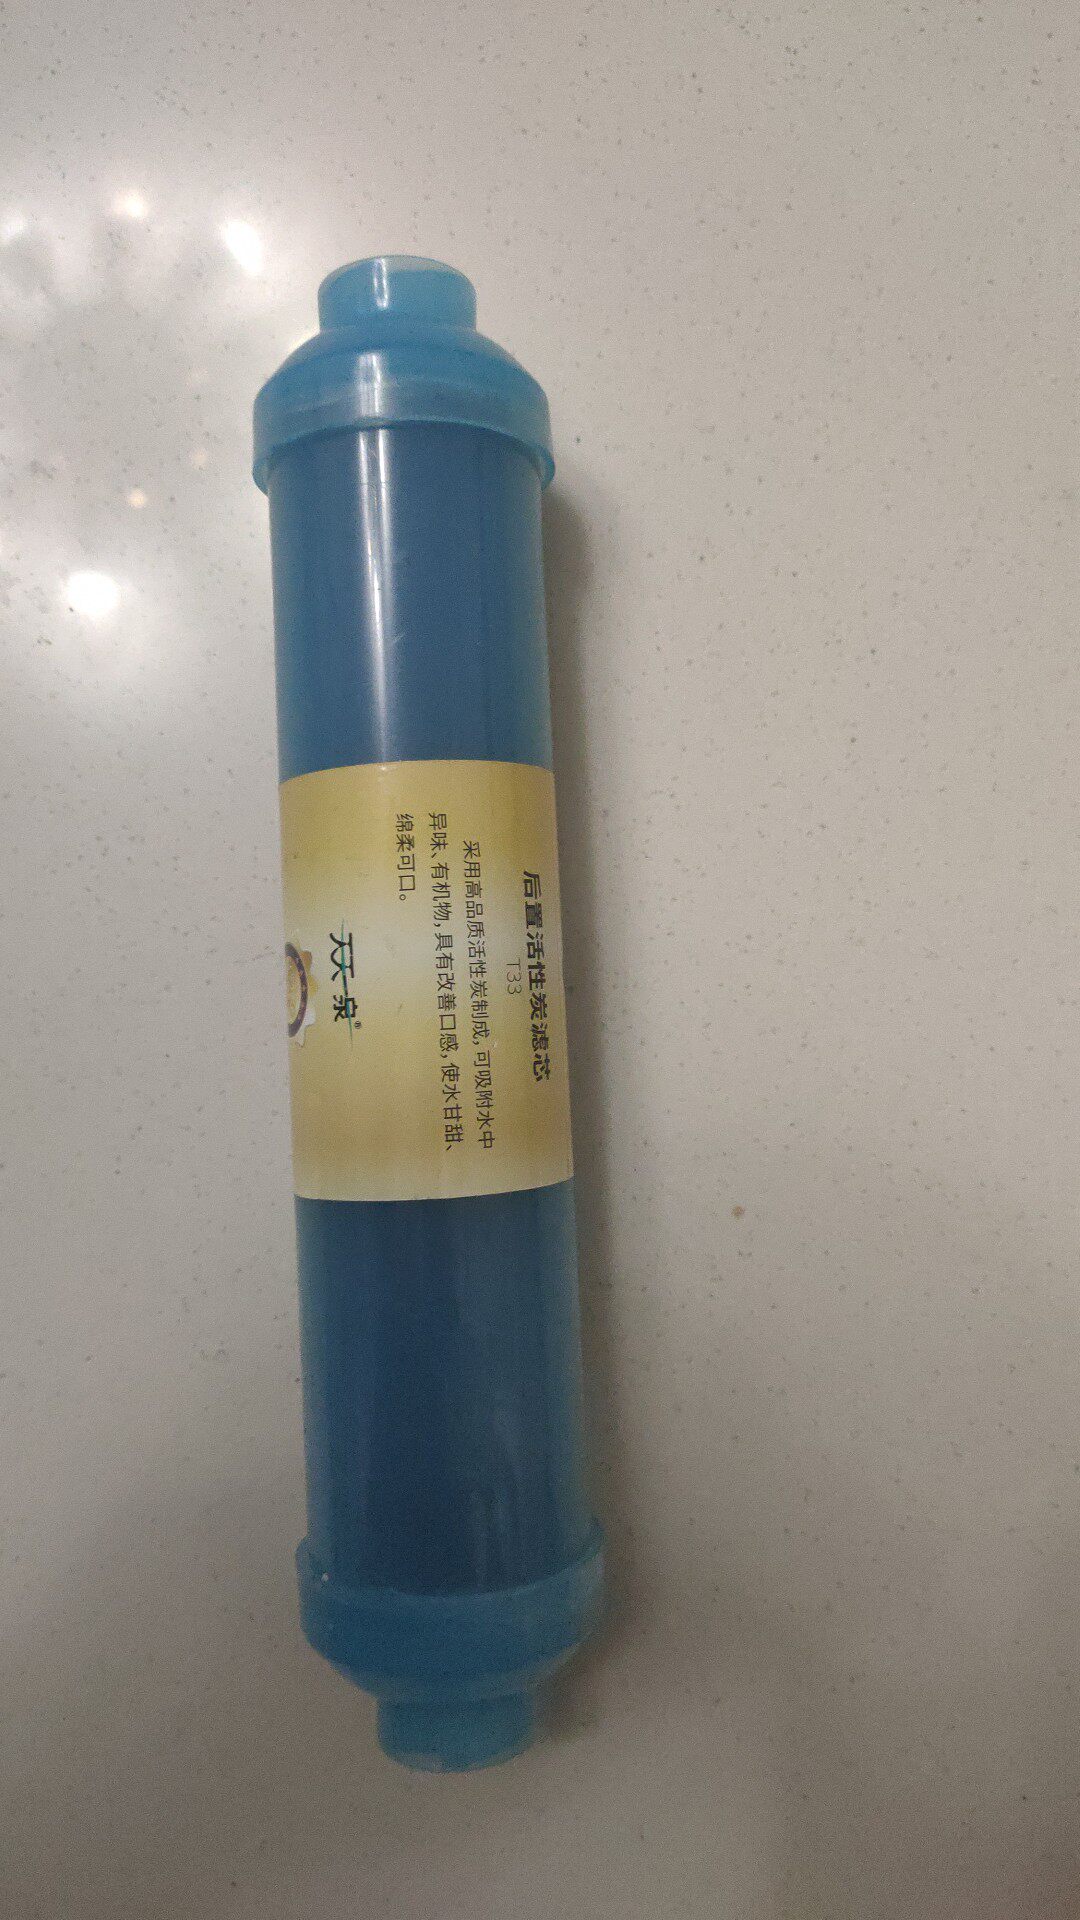 后置活性炭滤芯
T33
采用高品质活性炭制成,可吸附水中
异味、有机物,具有改善口感,使水甘甜、
绵柔可口。
天天一泉®